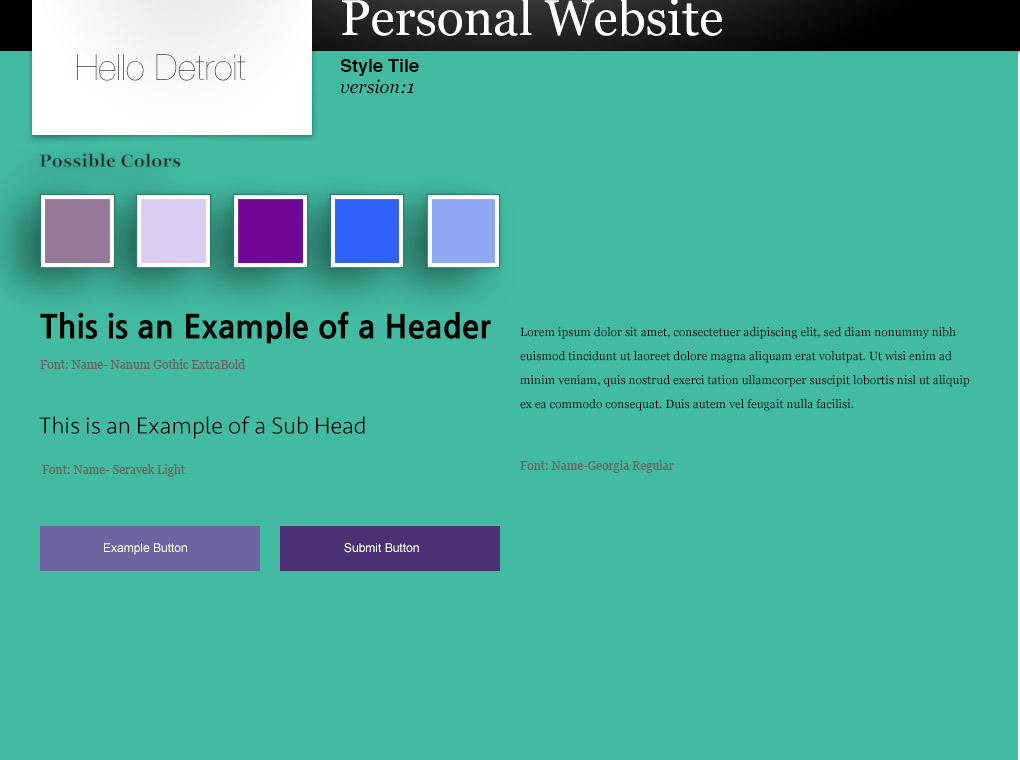 Personal Website
Hello Detroit
Style Tile
version:1
Possible Colors
This is an Example of a Header
Font: Name- Nanum Gothic ExtraBold
This is an Example of a Sub Head
Font: Name- Seravek Light
Lorem ipsum dolor sit amet, consectetuer adipiscing elit, sed diam nonummy nibh
euismod tincidunt ut laoreet dolore magna aliquam erat volutpat. Ut wisi enim ad
minim veniam, quis nostrud exerci tation ullamcorper suscipit lobortis nisl ut aliquip
ex ea commodo consequat. Duis autem vel feugait nulla facilisi.
Font: Name-Georgia Regular
Example Button
Submit Button